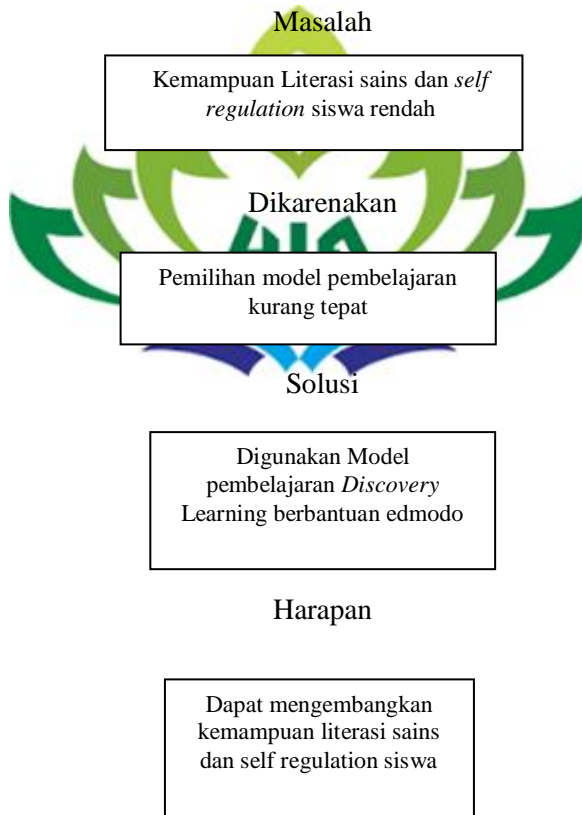 Masalah
Kemampuan Literasi sains dan self
regulation siswa rendah
Dikarenakan
Pemilihan model pembelajaran
kurang tepat
Solusi
Digunakan Model
pembelajaran Discovery
Learning berbantuan edmodo
Harapan
Dapat mengembangkan
kemampuan literasi sains
dan self regulation siswa